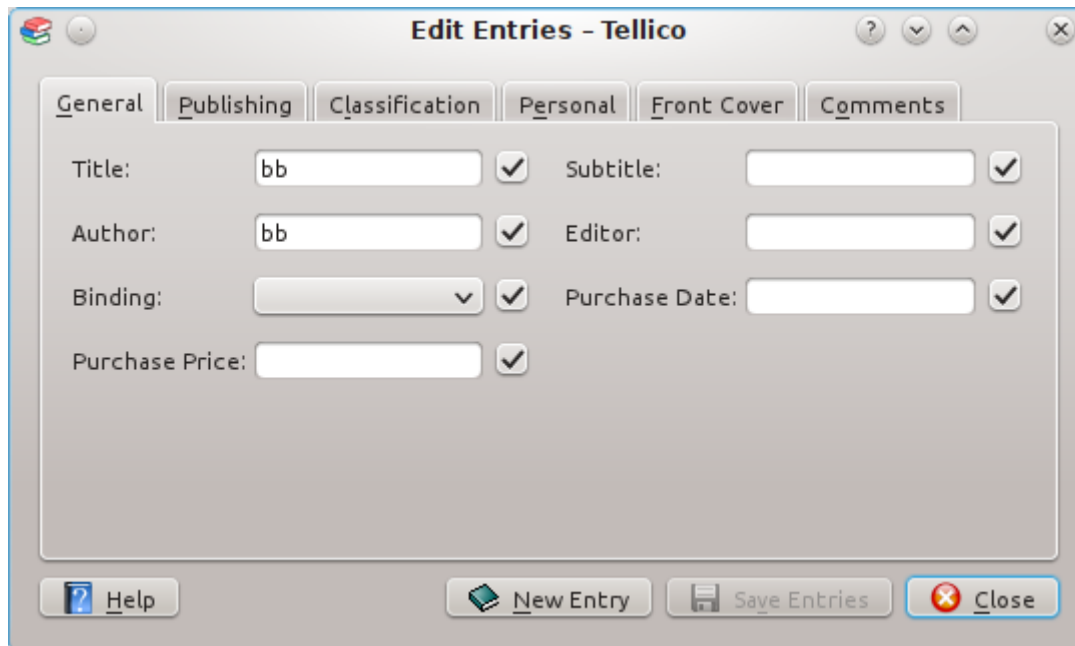 Edit Entries – Tellico
General Publishing Classification Personal Front Cover Comments
Title: bb Subtitle:
Author: bb Editor:
Binding: Purchase Date:
Purchase Price:
Help New Entry Save Entries Close